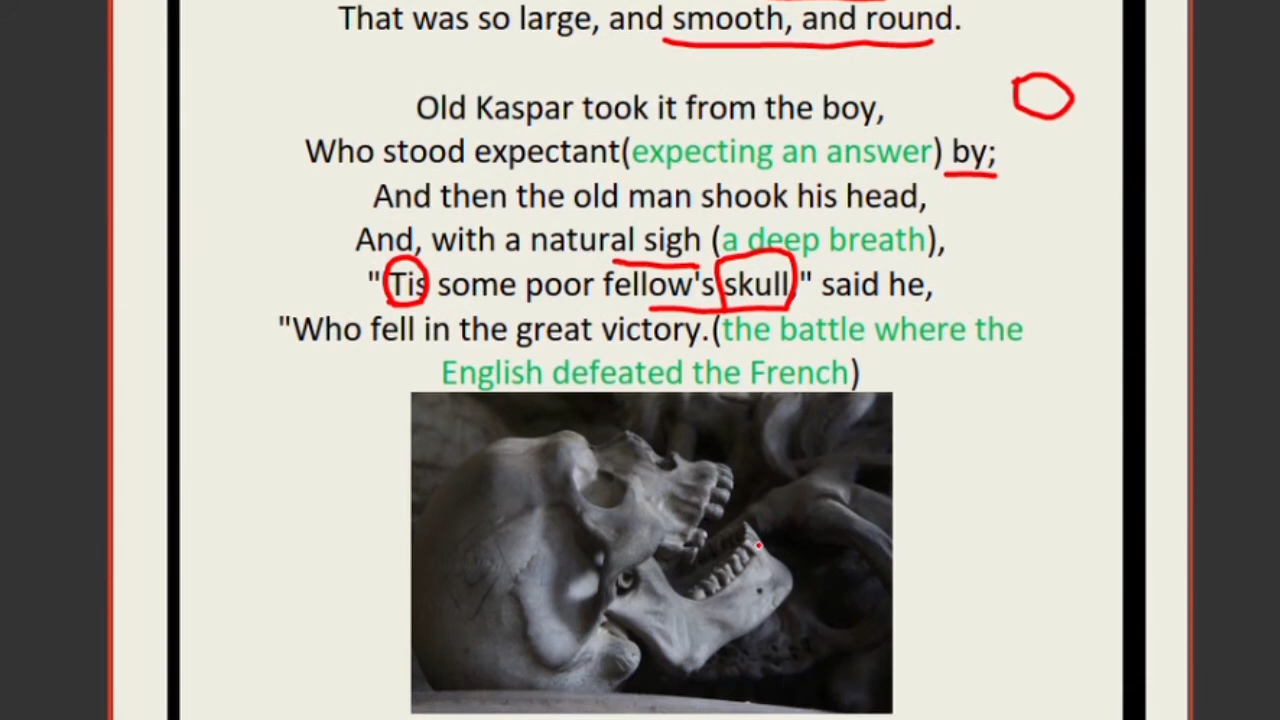 That was so large, and smooth, and round.
Old Kaspar took it from the boy,
Who stood expectant(expecting an answer) by;
And then the old man shook his head,
And, with a natural sigh (a deep breath),
"Tis some poor fellow's skull," said he,
"Who fell in the great victory.(the battle where the
English defeated the French)